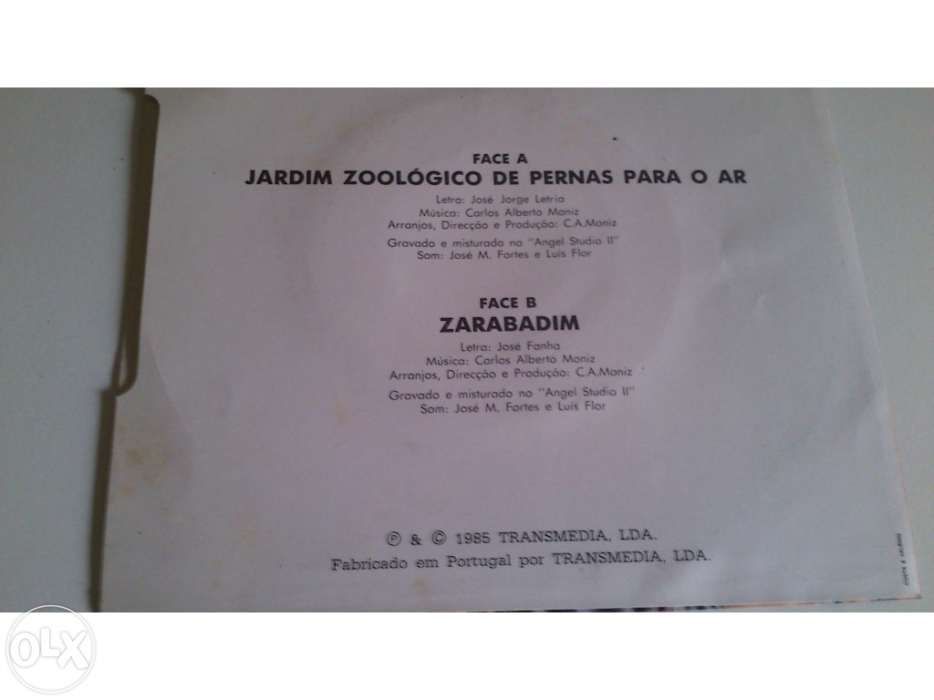 FACE A
JARDIM ZOOLÓGICO DE PERNAS PARA O AR
Letra: José Jorge Letria
Música: Carlos Alberto Moniz
Arranjos, Direcção e Produção: C.A.Moniz
Gravado e misturado no "Angel Studio II"
Som: José M. Fortes e Luís Flor
FACE B
ZARABADIM
Letra: José Fanha
Música: Carlos Alberto Moniz
Arranjos, Direcção e Produção: C.A.Moniz
Gravado e misturado no "Angel Studio II"
Som: José M. Fortes e Luís Flor
℗ & © 1985 TRANSMEDIA, LDA.
Fabricado em Portugal por TRANSMEDIA, LDA.
OLX